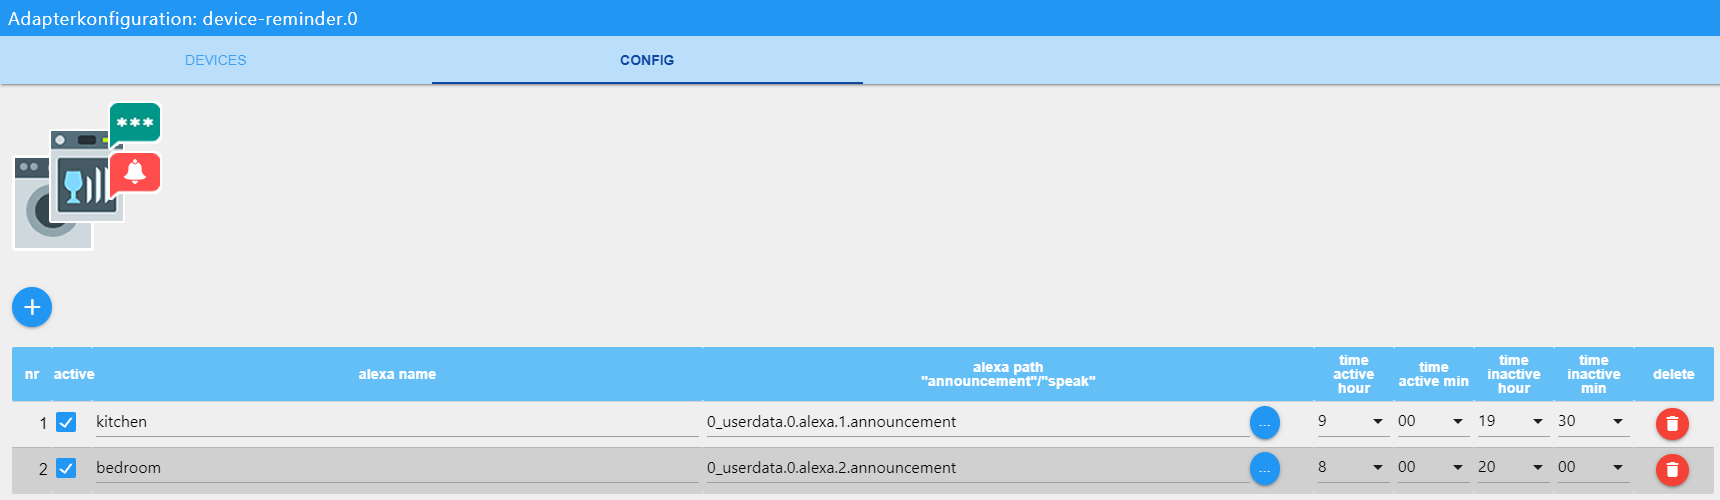 Adapterkonfiguration: device-reminder.0
DEVICES CONFIG
***
nr active alexa name alexa path "announcement"/"speak" time active hour time active min time inactive hour time inactive min delete
1 kitchen 0_userdata.0.alexa.1.announcement ... 9 00 19 30
2 bedroom 0_userdata.0.alexa.2.announcement ... 8 00 20 00